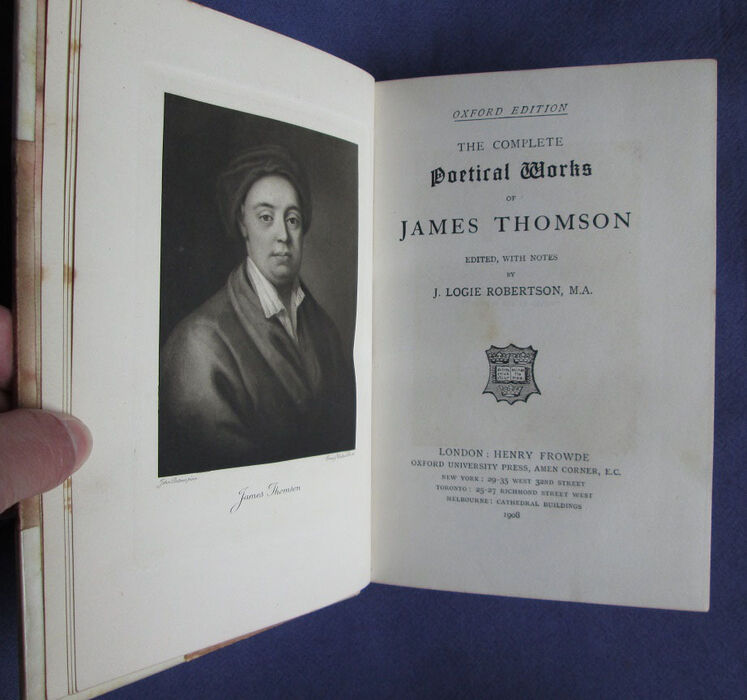 James Thomson
OXFORD EDITION
THE COMPLETE
Poetical Works
OF
JAMES THOMSON
EDITED, WITH NOTES
BY
J. LOGIE ROBERTSON, M.A.
LONDON: HENRY FROWDE
OXFORD UNIVERSITY PRESS, AMEN CORNER, E.C.
NEW YORK: 29-35 WEST 32ND STREET
TORONTO: 25-27 RICHMOND STREET WEST
MELBOURNE: CATHEDRAL BUILDINGS
1908